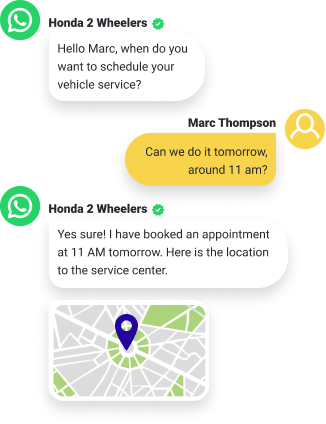 Honda 2 Wheelers
Hello Marc, when do you
want to schedule your
vehicle service?
Marc Thompson
Can we do it tomorrow,
around 11 am?
Honda 2 Wheelers
Yes sure! I have booked an appointment
at 11 AM tomorrow. Here is the location
to the service center.